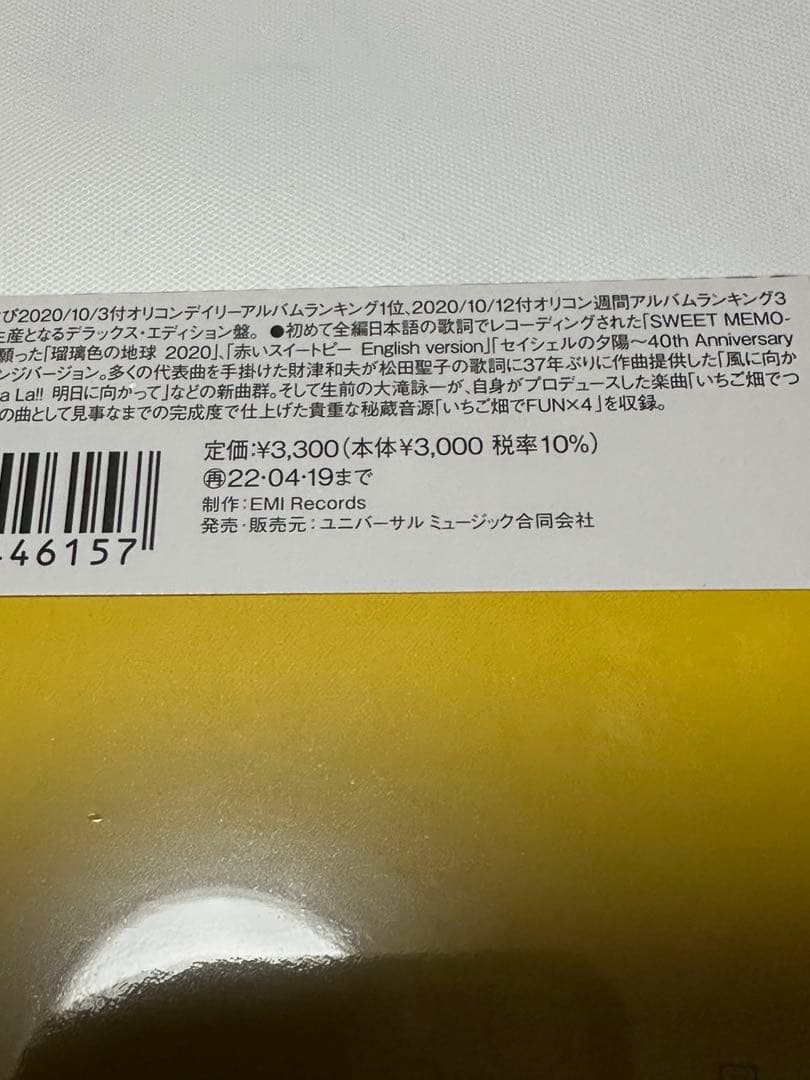 び2020/10/3付オリコンデイリーアルバムランキング1位、2020/10/12付オリコン週間アルバムランキング3
生産となるデラックス・エディション盤。 ●初めて全編日本語の歌詞でレコーディングされた「SWEET MEMO-
願った「瑠璃色の地球 2020」、「赤いスイートピー English version」「セイシェルの夕陽〜40th Anniversary
ンジバージョン。多くの代表曲を手掛けた財津和夫が松田聖子の歌詞に37年ぶりに作曲提供した「風に向か
a La!! 明日に向かって」などの新曲群。そして生前の大滝詠一が、自身がプロデュースした楽曲「いちご畑でつ
の曲として見事なまでの完成度で仕上げた貴重な秘蔵音源「いちご畑でFUN×4」を収録。
定価:¥3,300(本体¥3,000 税率10%)
㊢22・04・19まで
制作:EMI Records
発売・販売元:ユニバーサル ミュージック合同会社
46157